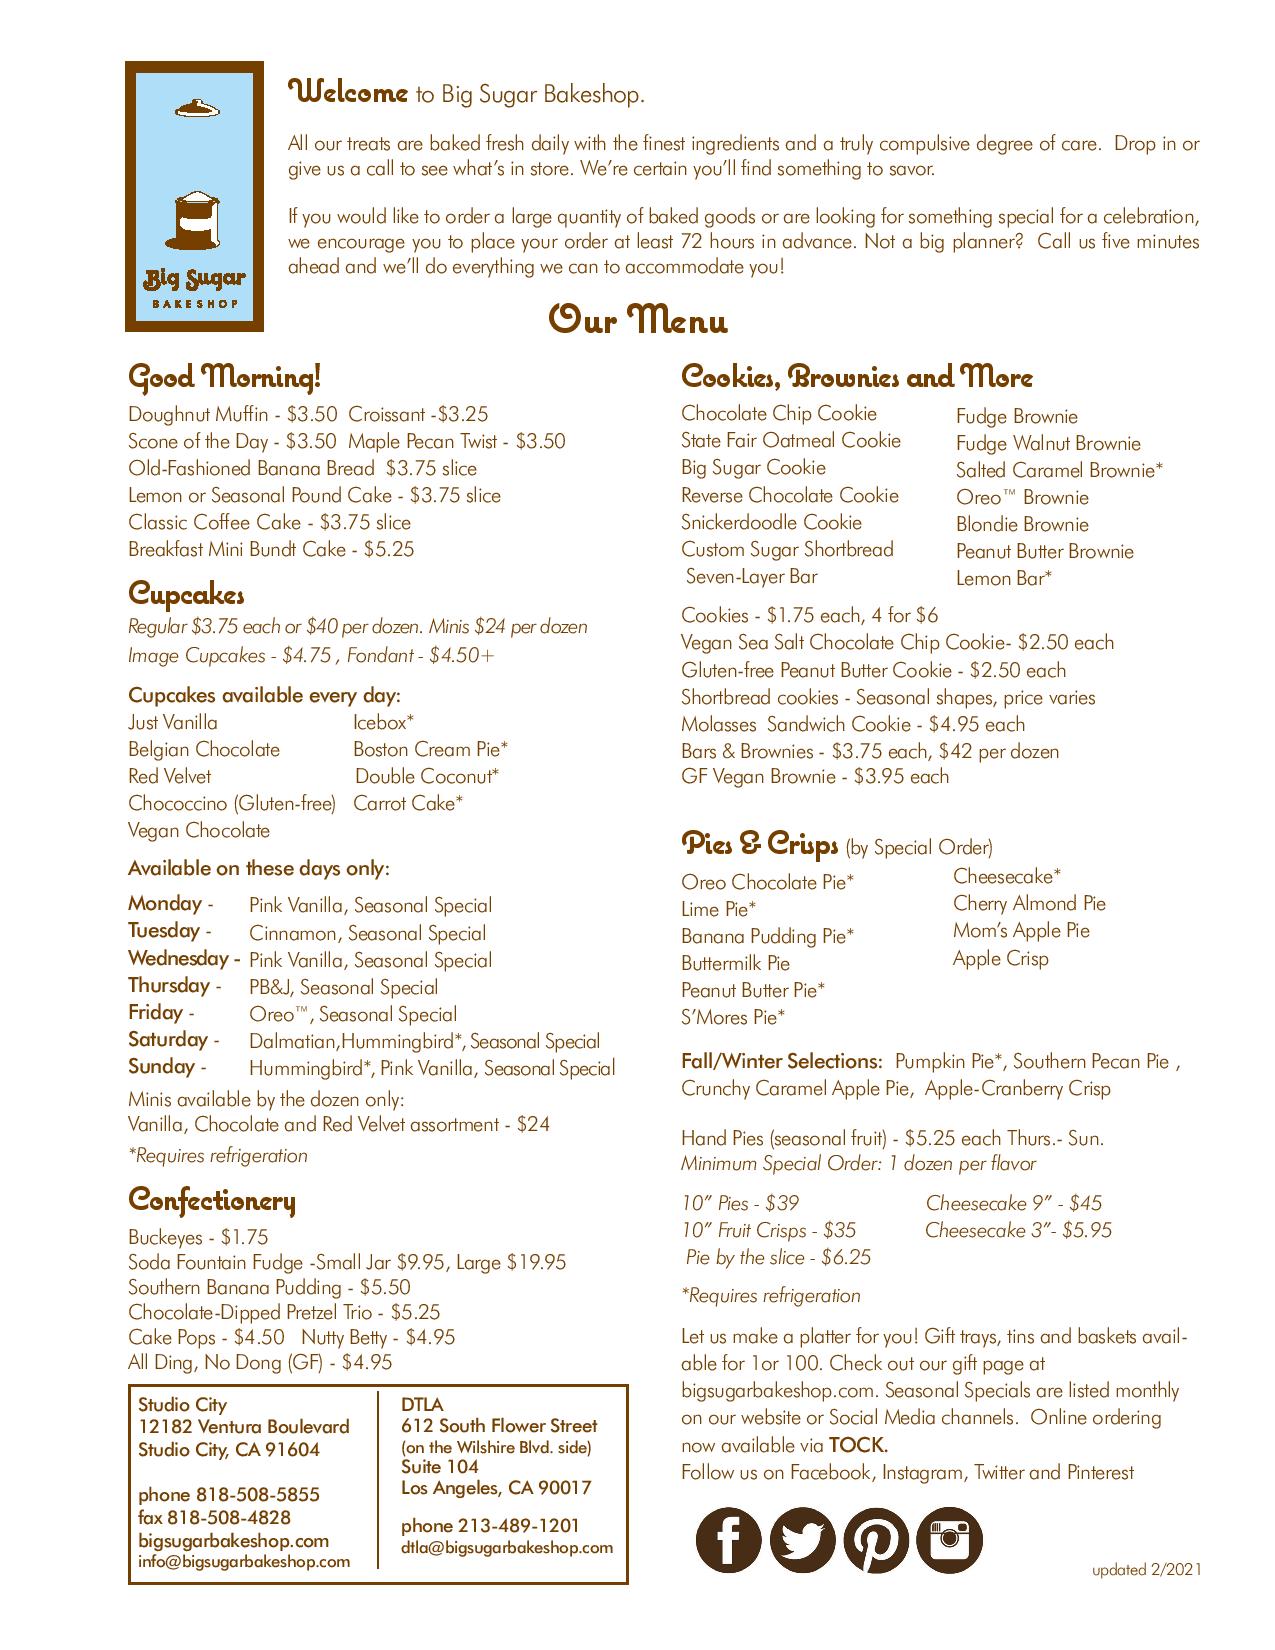 Big Sugar
BAKESHOP
Welcome to Big Sugar Bakeshop.
All our treats are baked fresh daily with the finest ingredients and a truly compulsive degree of care. Drop in or
give us a call to see what's in store. We're certain you'll find something to savor.
If you would like to order a large quantity of baked goods or are looking for something special for a celebration,
we encourage you to place your order at least 72 hours in advance. Not a big planner? Call us five minutes
ahead and we'll do everything we can to accommodate you!
Our Menu
Good Morning!
Doughnut Muffin - $3.50 Croissant -$3.25
Scone of the Day - $3.50 Maple Pecan Twist - $3.50
Old-Fashioned Banana Bread $3.75 slice
Lemon or Seasonal Pound Cake - $3.75 slice
Classic Coffee Cake - $3.75 slice
Breakfast Mini Bundt Cake - $5.25
Cupcakes
Regular $3.75 each or $40 per dozen. Minis $24 per dozen
Image Cupcakes - $4.75 , Fondant - $4.50+
Cupcakes available every day:
Just Vanilla Icebox*
Belgian Chocolate Boston Cream Pie*
Red Velvet Double Coconut*
Chococcino (Gluten-free) Carrot Cake*
Vegan Chocolate
Available on these days only:
Monday - Pink Vanilla, Seasonal Special
Tuesday - Cinnamon, Seasonal Special
Wednesday - Pink Vanilla, Seasonal Special
Thursday - PB&J, Seasonal Special
Friday - Oreo™, Seasonal Special
Saturday - Dalmatian,Hummingbird*, Seasonal Special
Sunday - Hummingbird*, Pink Vanilla, Seasonal Special
Minis available by the dozen only:
Vanilla, Chocolate and Red Velvet assortment - $24
*Requires refrigeration
Confectionery
Buckeyes - $1.75
Soda Fountain Fudge -Small Jar $9.95, Large $19.95
Southern Banana Pudding - $5.50
Chocolate-Dipped Pretzel Trio - $5.25
Cake Pops - $4.50 Nutty Betty - $4.95
All Ding, No Dong (GF) - $4.95
Studio City
12182 Ventura Boulevard
Studio City, CA 91604
phone 818-508-5855
fax 818-508-4828
bigsugarbakeshop.com
info@bigsugarbakeshop.com
DTLA
612 South Flower Street
(on the Wilshire Blvd. side)
Suite 104
Los Angeles, CA 90017
phone 213-489-1201
dtla@bigsugarbakeshop.com
Cookies, Brownies and More
Chocolate Chip Cookie Fudge Brownie
State Fair Oatmeal Cookie Fudge Walnut Brownie
Big Sugar Cookie Salted Caramel Brownie*
Reverse Chocolate Cookie Oreo™ Brownie
Snickerdoodle Cookie Blondie Brownie
Custom Sugar Shortbread Peanut Butter Brownie
Seven-Layer Bar Lemon Bar*
Cookies - $1.75 each, 4 for $6
Vegan Sea Salt Chocolate Chip Cookie- $2.50 each
Gluten-free Peanut Butter Cookie - $2.50 each
Shortbread cookies - Seasonal shapes, price varies
Molasses Sandwich Cookie - $4.95 each
Bars & Brownies - $3.75 each, $42 per dozen
GF Vegan Brownie - $3.95 each
Pies & Crisps (by Special Order)
Oreo Chocolate Pie* Cheesecake*
Lime Pie* Cherry Almond Pie
Banana Pudding Pie* Mom's Apple Pie
Buttermilk Pie Apple Crisp
Peanut Butter Pie*
S'Mores Pie*
Fall/Winter Selections: Pumpkin Pie*, Southern Pecan Pie ,
Crunchy Caramel Apple Pie, Apple-Cranberry Crisp
Hand Pies (seasonal fruit) - $5.25 each Thurs.- Sun.
Minimum Special Order: 1 dozen per flavor
10" Pies - $39 Cheesecake 9" - $45
10" Fruit Crisps - $35 Cheesecake 3"- $5.95
Pie by the slice - $6.25
*Requires refrigeration
Let us make a platter for you! Gift trays, tins and baskets avail-
able for 1or 100. Check out our gift page at
bigsugarbakeshop.com. Seasonal Specials are listed monthly
on our website or Social Media channels. Online ordering
now available via TOCK.
Follow us on Facebook, Instagram, Twitter and Pinterest
updated 2/2021